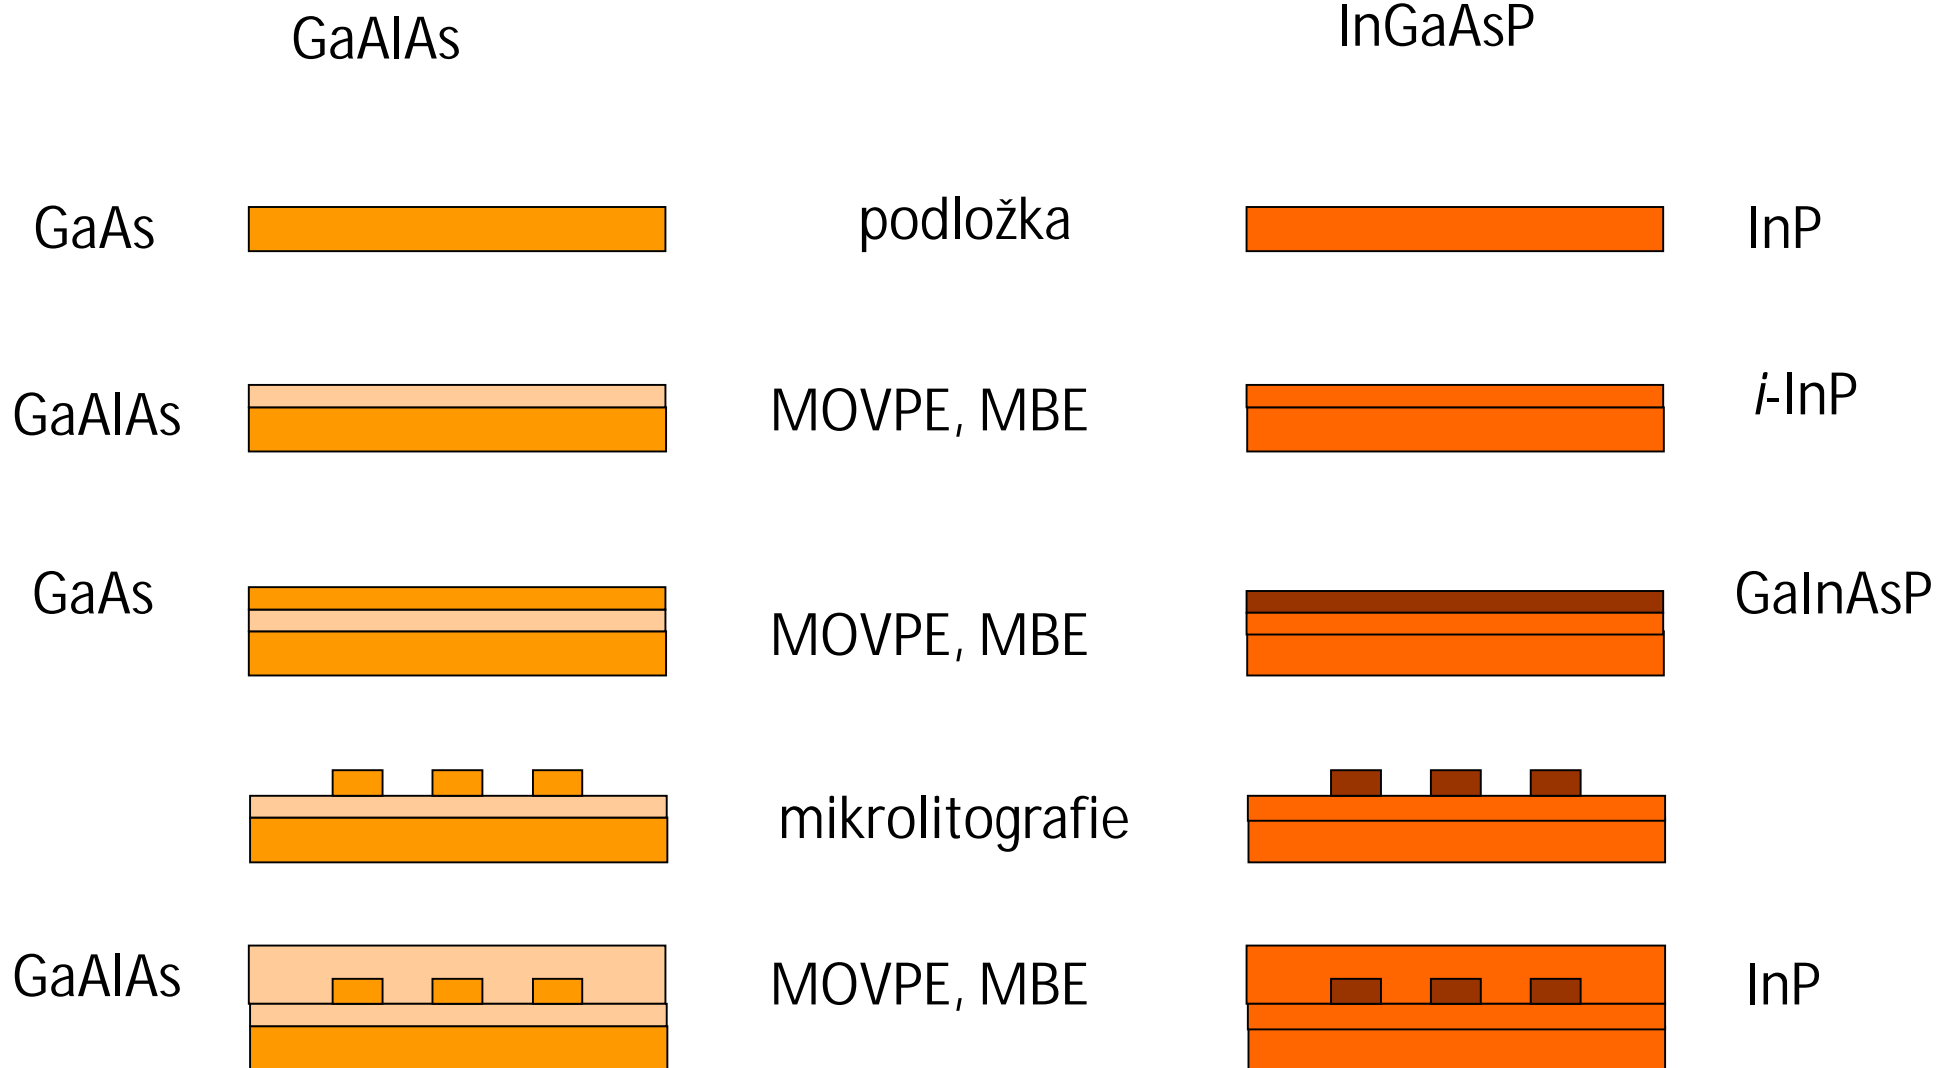 GaAlAs
InGaAsP
GaAs
podložka
InP
GaAlAs
MOVPE, MBE
i-InP
GaAs
MOVPE, MBE
GaInAsP
mikrolitografie
GaAlAs
MOVPE, MBE
InP